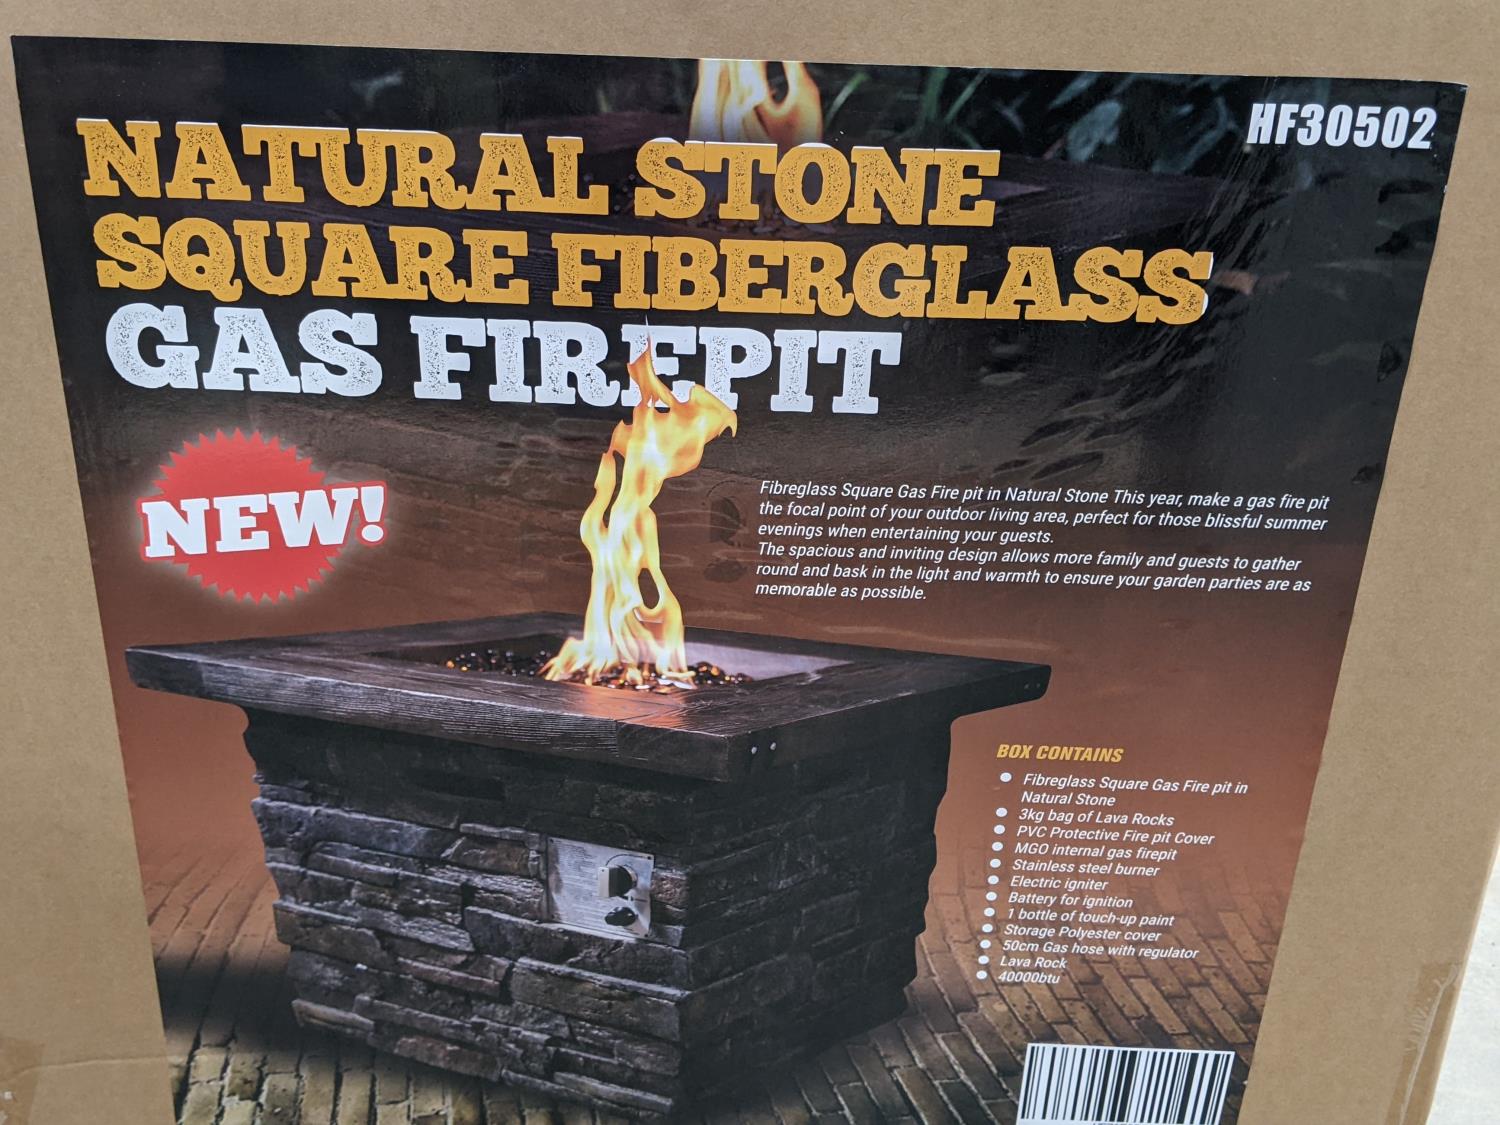 HF30502
NATURAL STONE
SQUARE FIBERGLASS
GAS FIREPIT
NEW!
Fibreglass Square Gas Fire pit in Natural Stone This year, make a gas fire pit
the focal point of your outdoor living area, perfect for those blissful summer
evenings when entertaining your guests.
The spacious and inviting design allows more family and guests to gather
round and bask in the light and warmth to ensure your garden parties are as
memorable as possible.
BOX CONTAINS
Fibreglass Square Gas Fire pit in
Natural Stone
3kg bag of Lava Rocks
PVC Protective Fire pit Cover
MGO internal gas firepit
Stainless steel burner
Electric igniter
Battery for ignition
1 bottle of touch-up paint
Storage Polyester cover
50cm Gas hose with regulator
Lava Rock
40000btu